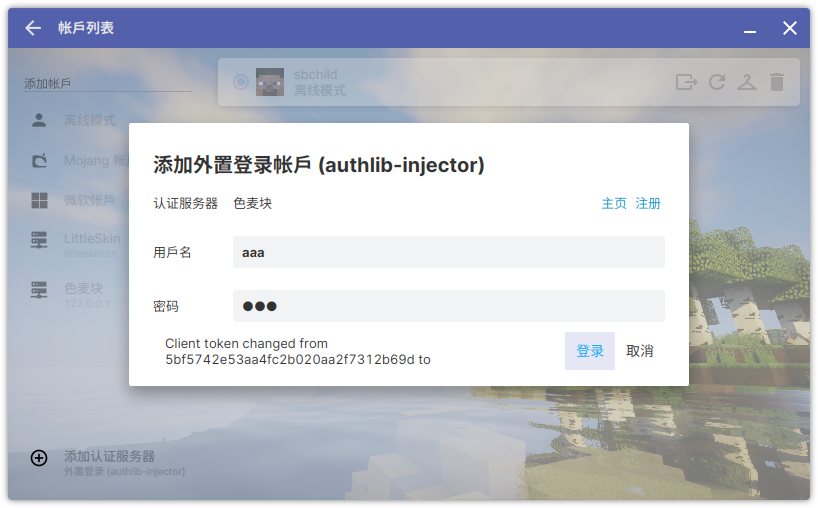 帐戶列表
添加帐戶
sbchild
离线模式
离线模式
Mojang 帐戶
微软帐戶
LittleSkin
littleskin.cn
色麦块
127.0.0.1
添加外置登录帐戶 (authlib-injector)
认证服务器 色麦块 主页 注册
用戶名 aaa
密码 ●●●
Client token changed from
5bf5742e53aa4fc2b020aa2f7312b69d to
登录 取消
添加认证服务器
外置登录 (authlib-injector)